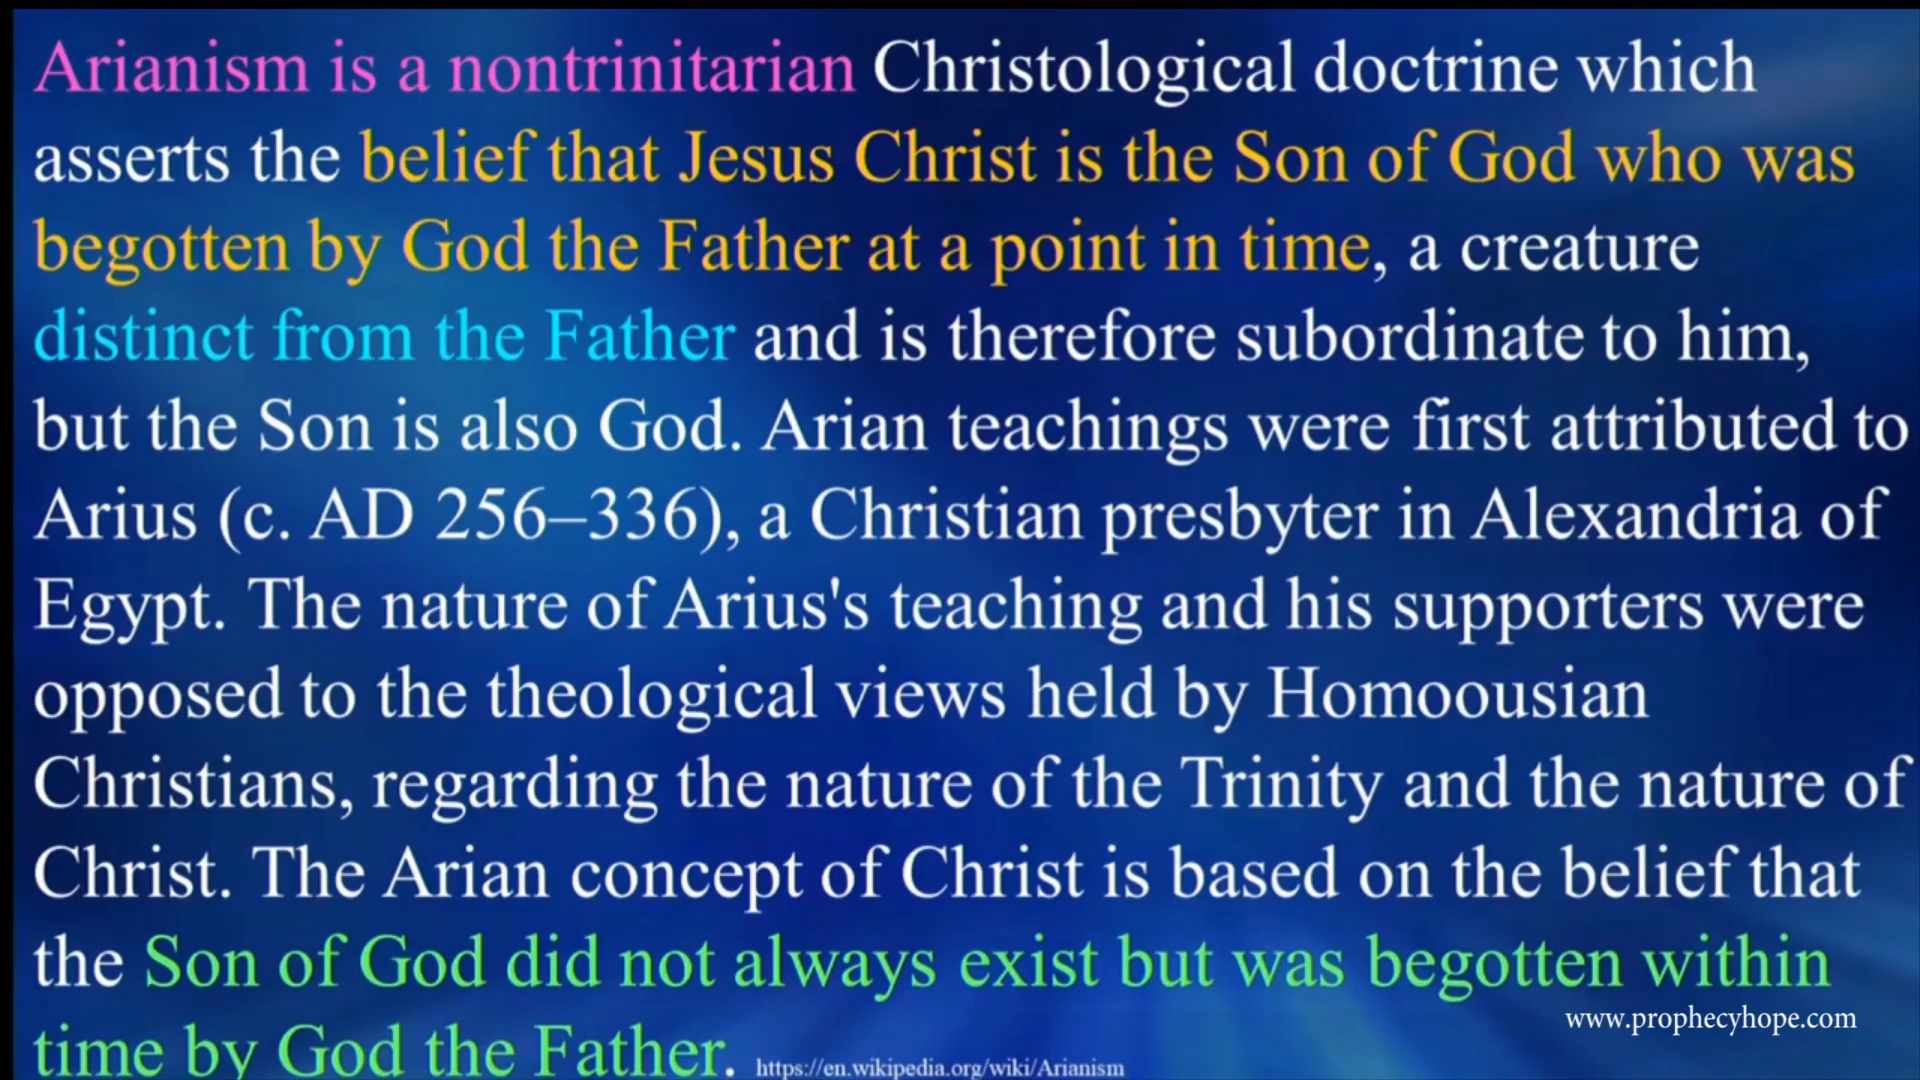 Arianism is a nontrinitarian Christological doctrine which
asserts the belief that Jesus Christ is the Son of God who was
begotten by God the Father at a point in time, a creature
distinct from the Father and is therefore subordinate to him,
but the Son is also God. Arian teachings were first attributed to
Arius (c. AD 256–336), a Christian presbyter in Alexandria of
Egypt. The nature of Arius's teaching and his supporters were
opposed to the theological views held by Homoousian
Christians, regarding the nature of the Trinity and the nature of
Christ. The Arian concept of Christ is based on the belief that
the Son of God did not always exist but was begotten within
time by God the Father. https://en.wikipedia.org/wiki/Arianism
www.prophecyhope.com